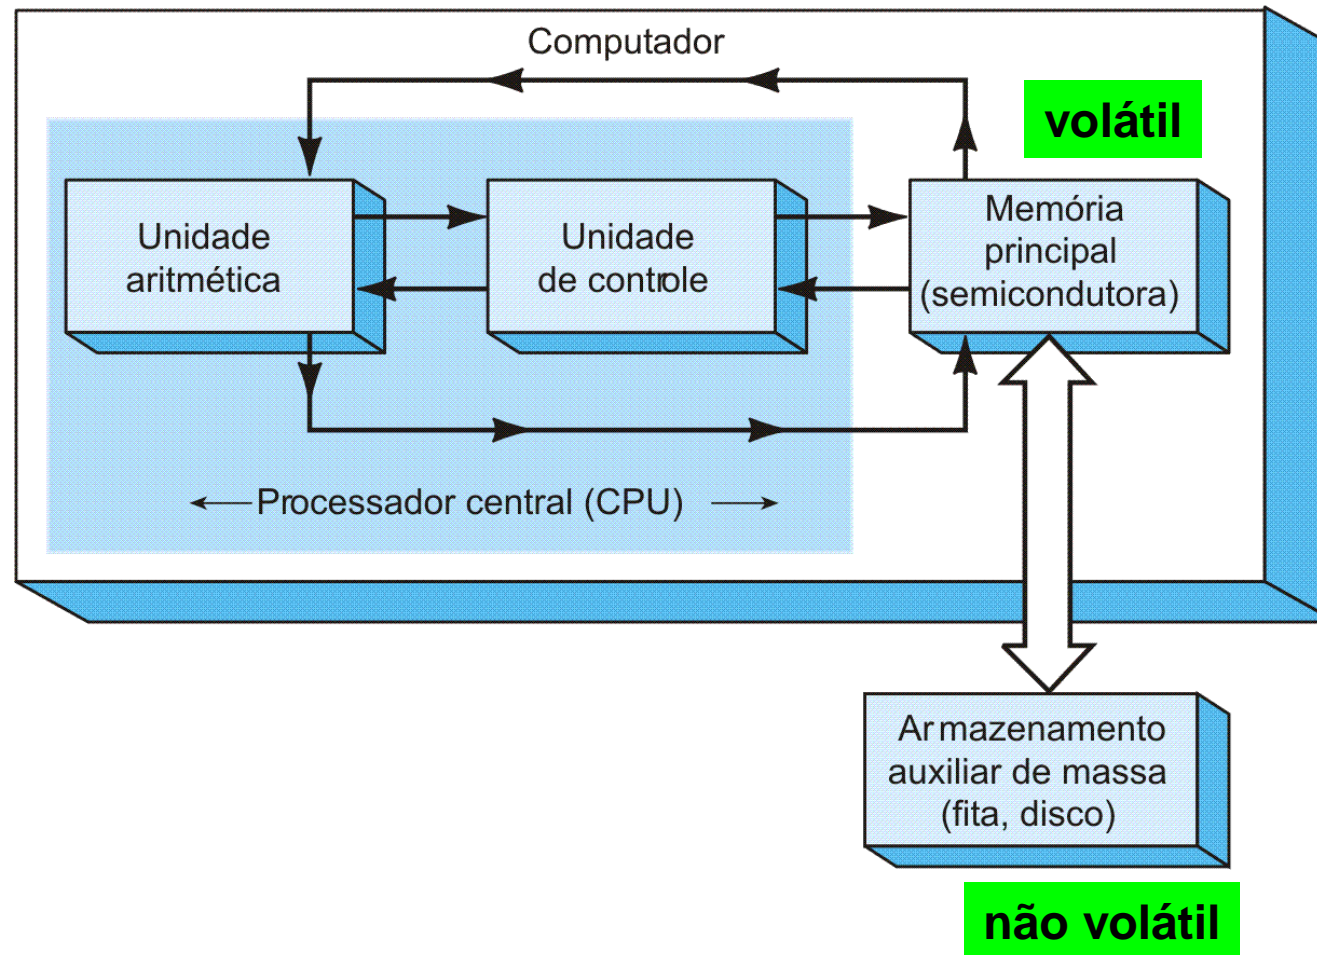 Computador
volátil
Unidade
aritmética
Unidade
de controle
Memória
principal
(semicondutora)
Processador central (CPU)
Armazenamento
auxiliar de massa
(fita, disco)
não volátil